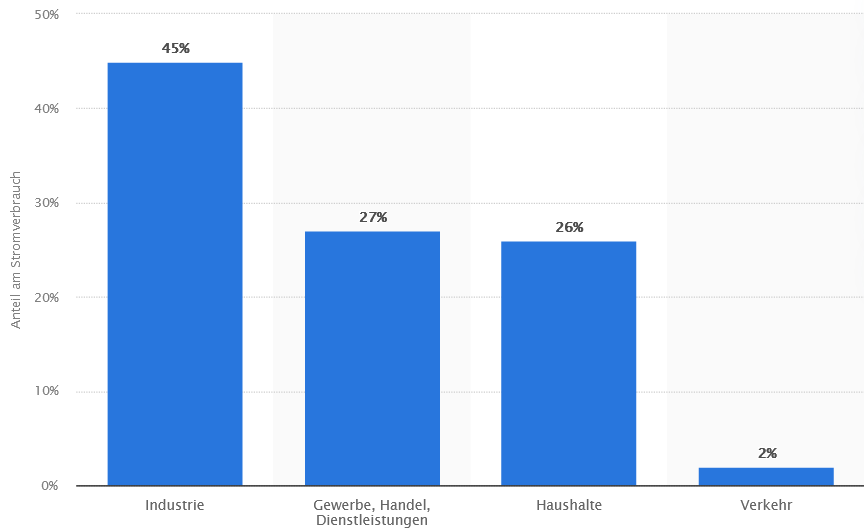 50%
40%
30%
20%
10%
0%
Anteil am Stromverbrauch
45%
27%
26%
2%
Industrie
Gewerbe, Handel,
Dienstleistungen
Haushalte
Verkehr